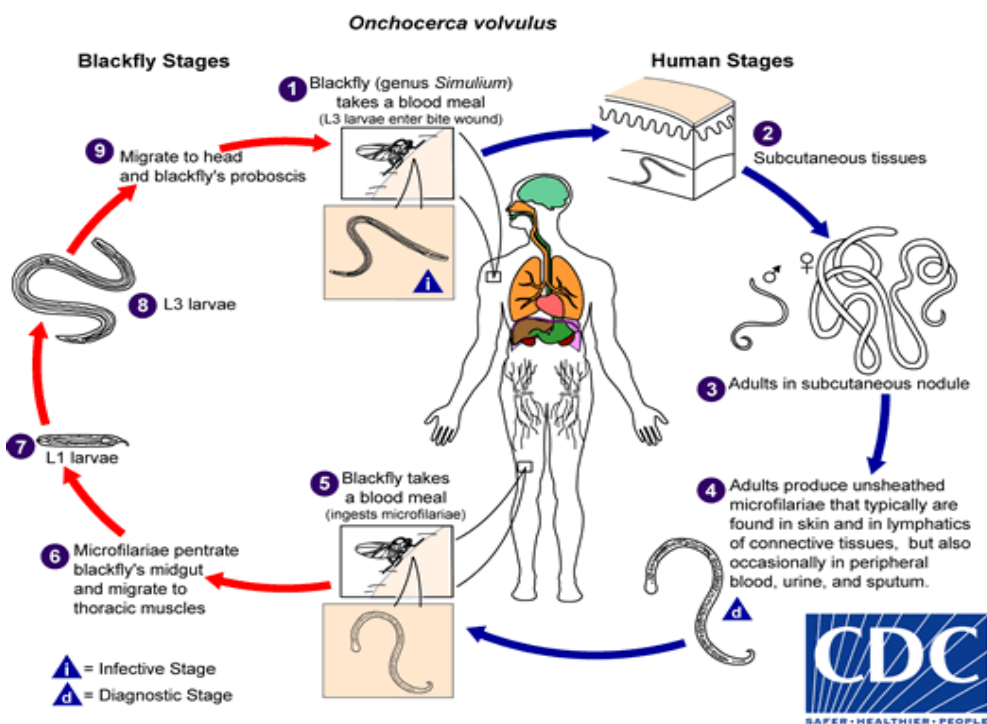 Onchocerca volvulus
Blackfly Stages
Human Stages
1 Blackfly (genus Simulium)
takes a blood meal
(L3 larvae enter bite wound)
2
Subcutaneous tissues
♂ ♀
3 Adults in subcutaneous nodule
4 Adults produce unsheathed
microfilariae that typically are
found in skin and in lymphatics
of connective tissues, but also
occasionally in peripheral
blood, urine, and sputum.
d
5 Blackfly takes
a blood meal
(ingests microfilariae)
6 Microfilariae pentrate
blackfly's midgut
and migrate to
thoracic muscles
7
L1 larvae
8 L3 larvae
9
Migrate to head
and blackfly's proboscis
i
i = Infective Stage
d = Diagnostic Stage
CDC
SAFER·HEALTHIER·PEOPLE